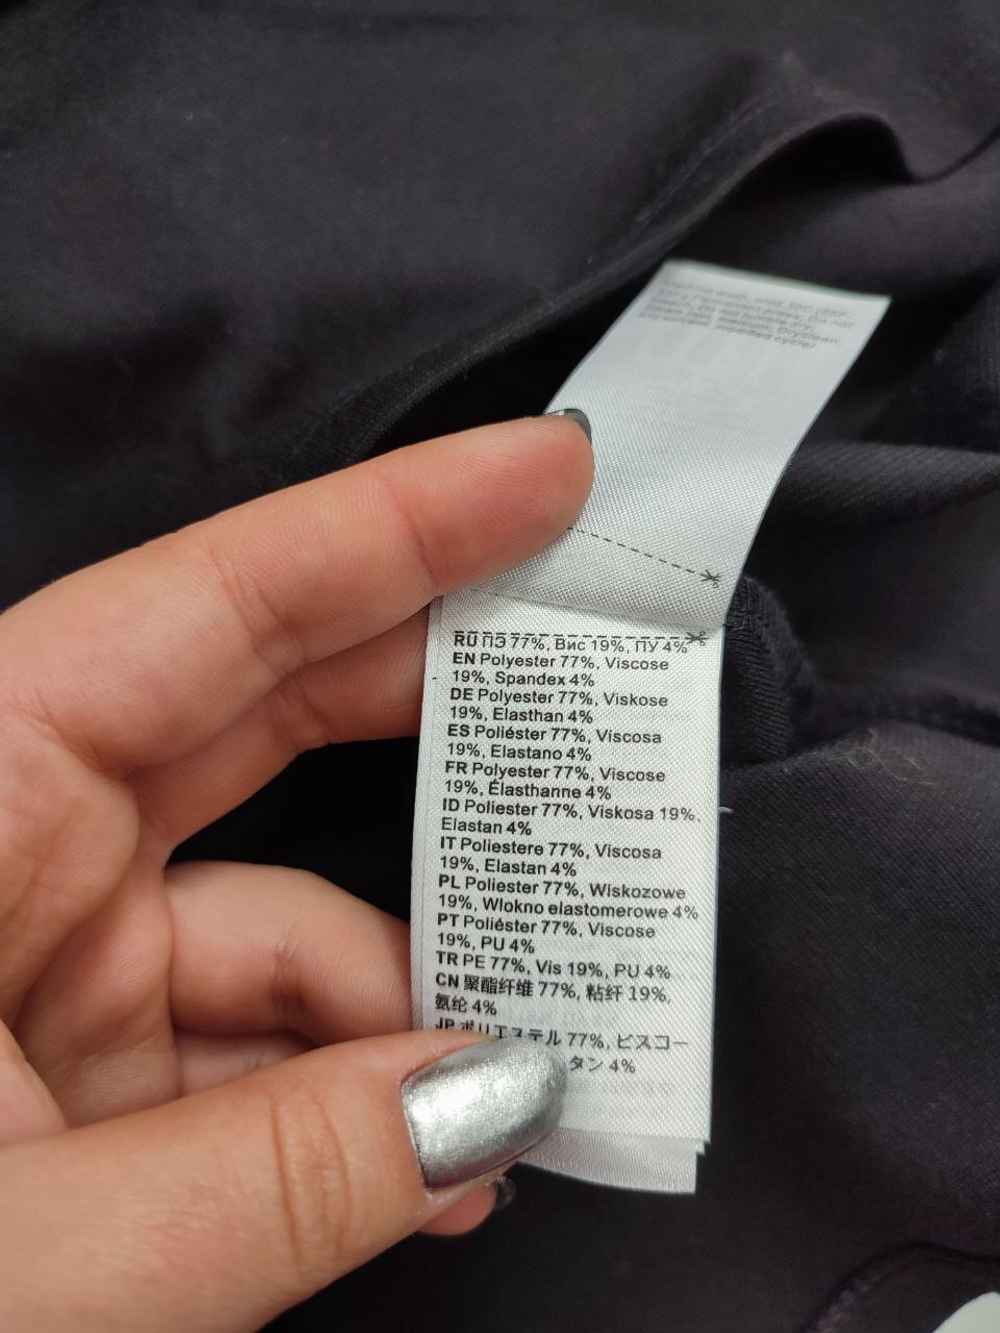 RU ПЭ 77%, Вис 19%, ПУ 4%
EN Polyester 77%, Viscose
19%, Spandex 4%
DE Polyester 77%, Viskose
19%, Elasthan 4%
ES Poliéster 77%, Viscosa
19%, Elastano 4%
FR Polyester 77%, Viscose
19%, Élasthanne 4%
ID Poliester 77%, Viskosa 19%,
Elastan 4%
IT Poliestere 77%, Viscosa
19%, Elastan 4%
PL Poliester 77%, Wiskozowe
19%, Wlokno elastomerowe 4%
PT Poliéster 77%, Viscose
19%, PU 4%
TR PE 77%, Vis 19%, PU 4%
CN 聚酯纤维 77%, 粘纤 19%,
氨纶 4%
JP ポリエステル 77%, ビスコー
タン 4%